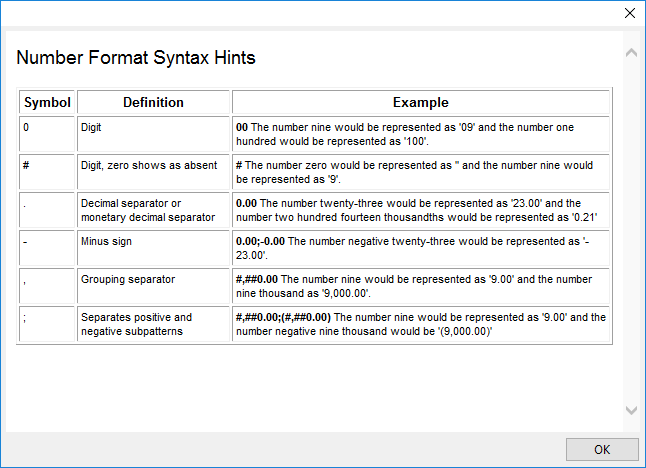 Number Format Syntax Hints
Symbol Definition Example
0 Digit 00 The number nine would be represented as '09' and the number one
hundred would be represented as '100'.
# Digit, zero shows as absent # The number zero would be represented as '' and the number nine would
be represented as '9'.
. Decimal separator or 0.00 The number twenty-three would be represented as '23.00' and the
monetary decimal separator number two hundred fourteen thousandths would be represented as '0.21'
- Minus sign 0.00;-0.00 The number negative twenty-three would be represented as '-
23.00'.
, Grouping separator #,##0.00 The number nine would be represented as '9.00' and the number
nine thousand as '9,000.00'.
; Separates positive and #,##0.00;(#,##0.00) The number nine would be represented as '9.00' and the
negative subpatterns number negative nine thousand would be '(9,000.00)'
OK